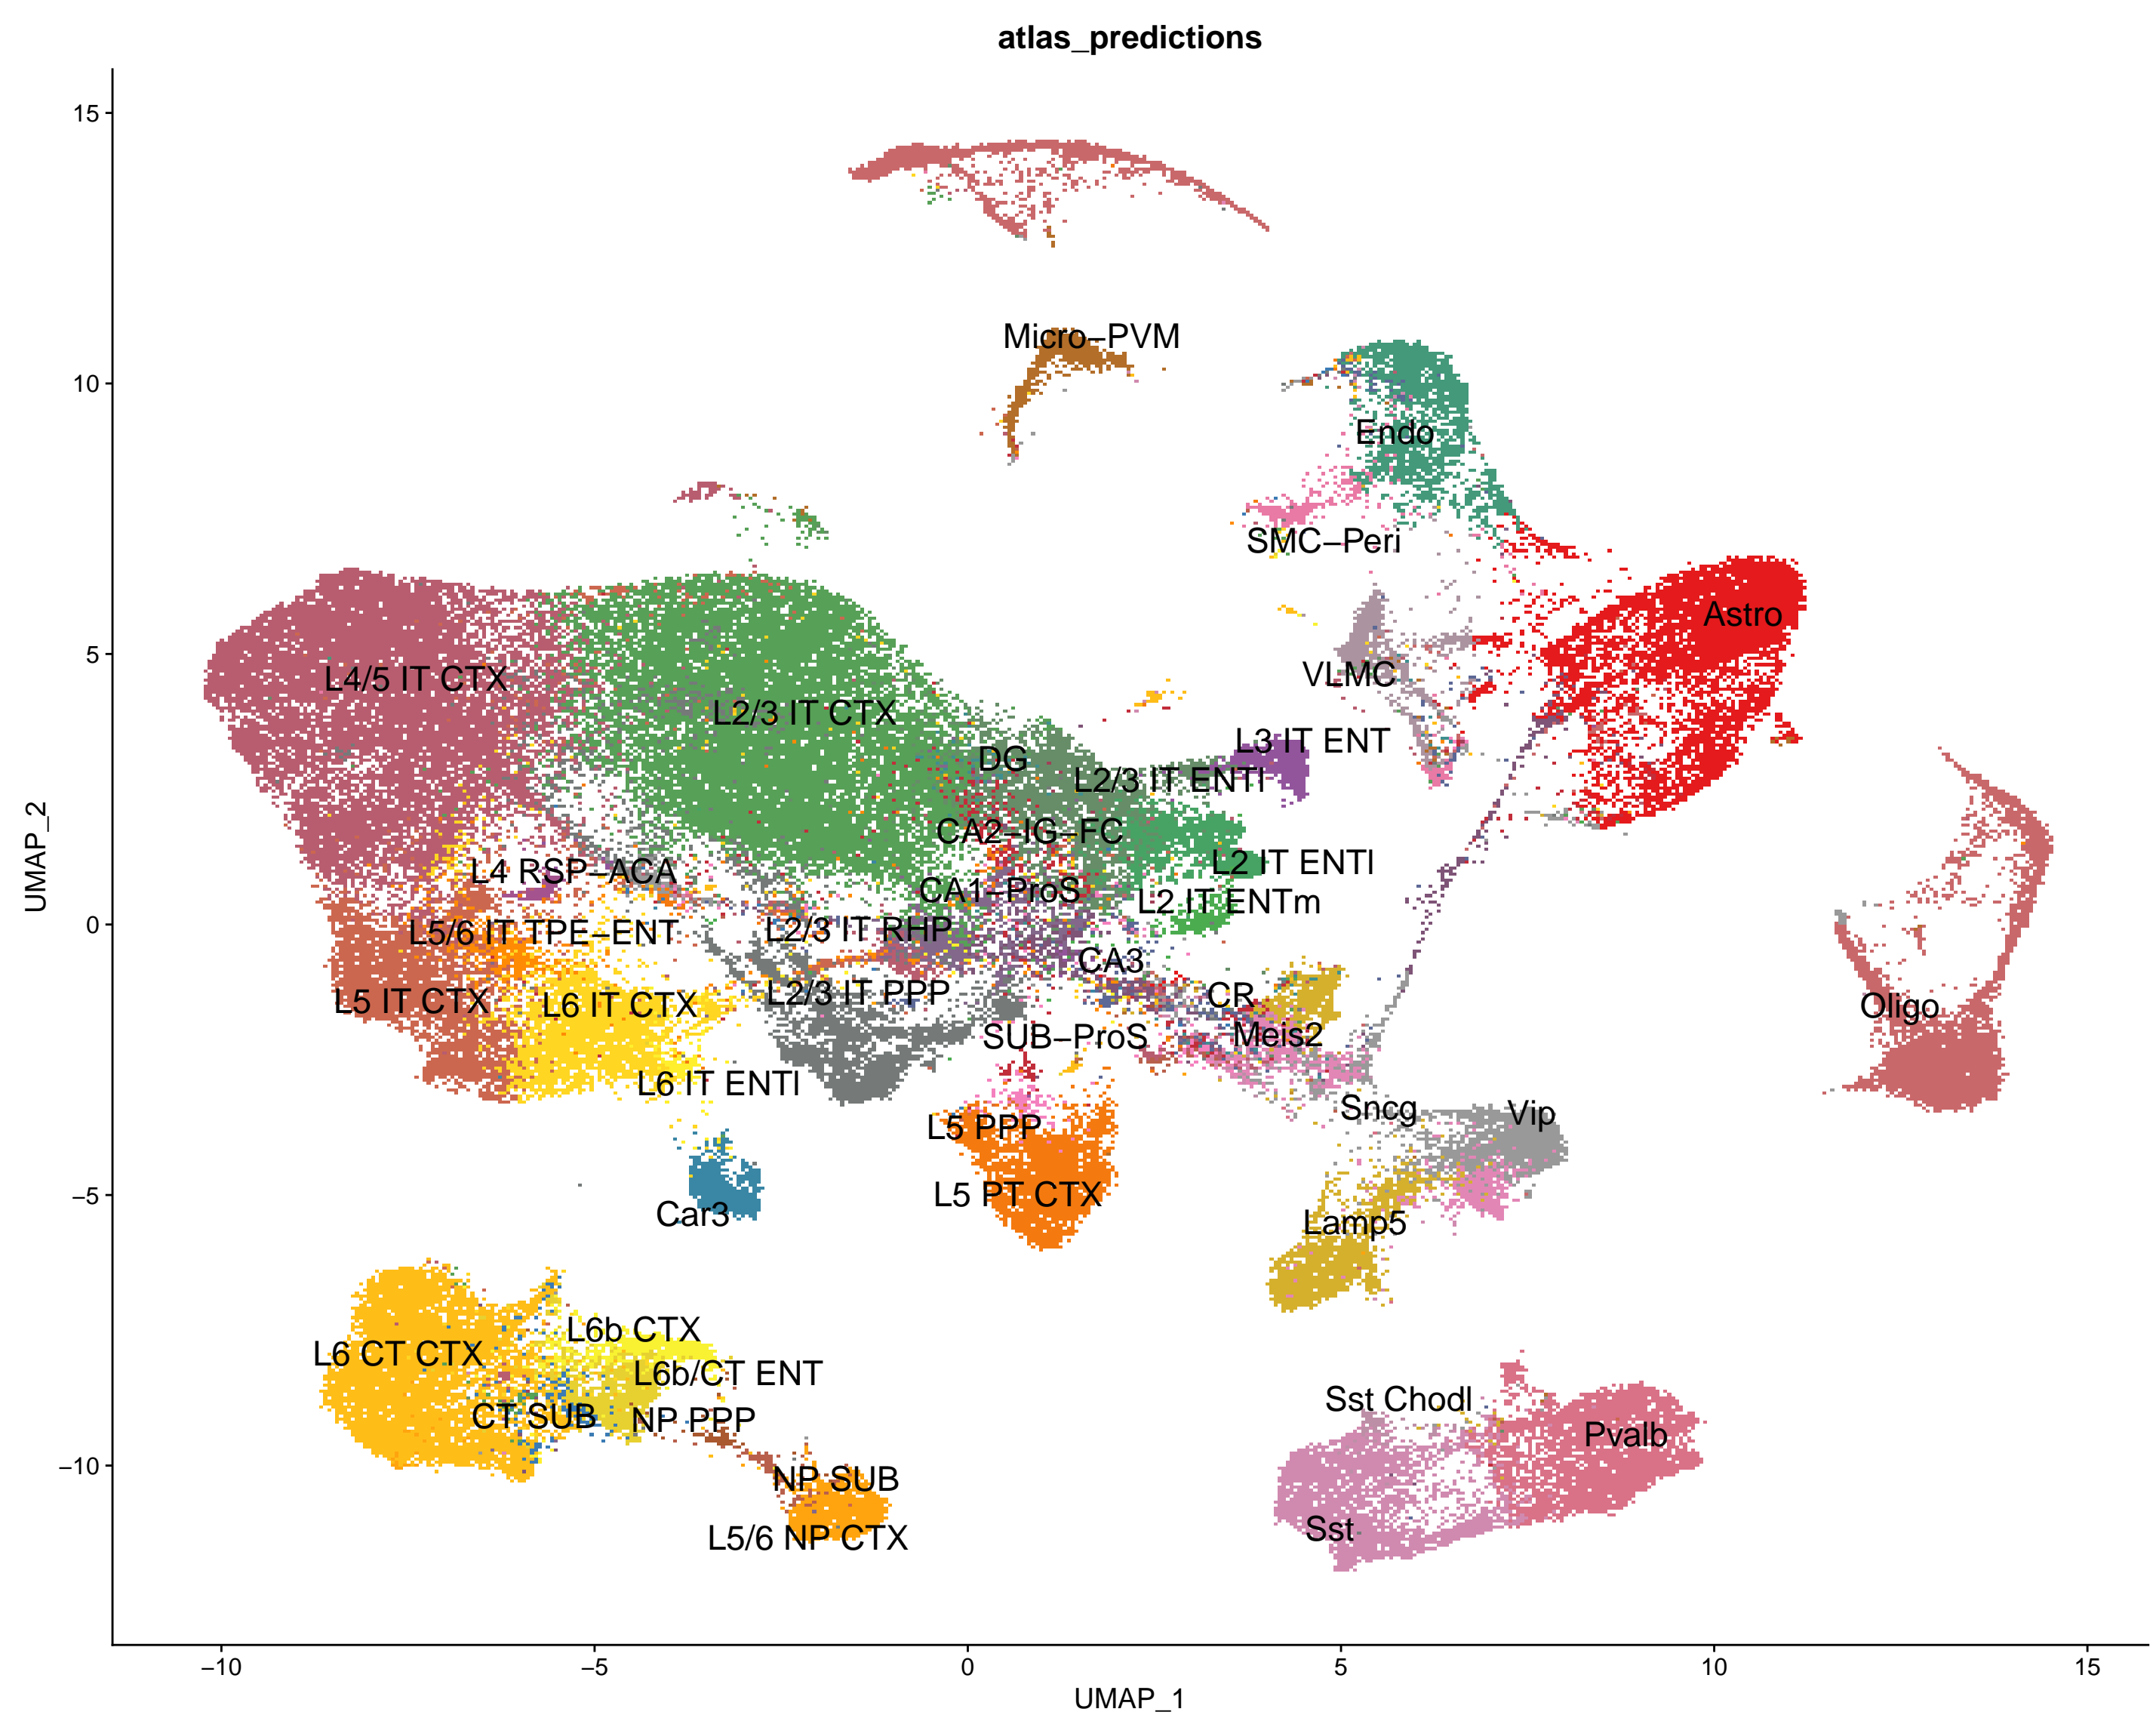 atlas_predictions
15
10
5
0
−5
−10
UMAP_2
Micro−PVM
Endo
SMC−Peri
Astro
VLMC
L4/5 IT CTX
L2/3 IT CTX
L3 IT ENT
DG
L2/3 IT ENTl
CA2−IG−FC
L2 IT ENTl
L4 RSP−ACA
CA1−ProS
L2 IT ENTm
L5/6 IT TPE−ENT
L2/3 IT RHP
CA3
L5 IT CTX
L6 IT CTX
L2/3 IT PPP
CR
Oligo
SUB−ProS
Meis2
L6 IT ENTl
Sncg
Vip
L5 PPP
L5 PT CTX
Car3
Lamp5
L6b CTX
L6 CT CTX
L6b/CT ENT
CT SUB
NP PPP
Sst Chodl
Pvalb
NP SUB
L5/6 NP CTX
Sst
−10
−5
0
5
10
15
UMAP_1